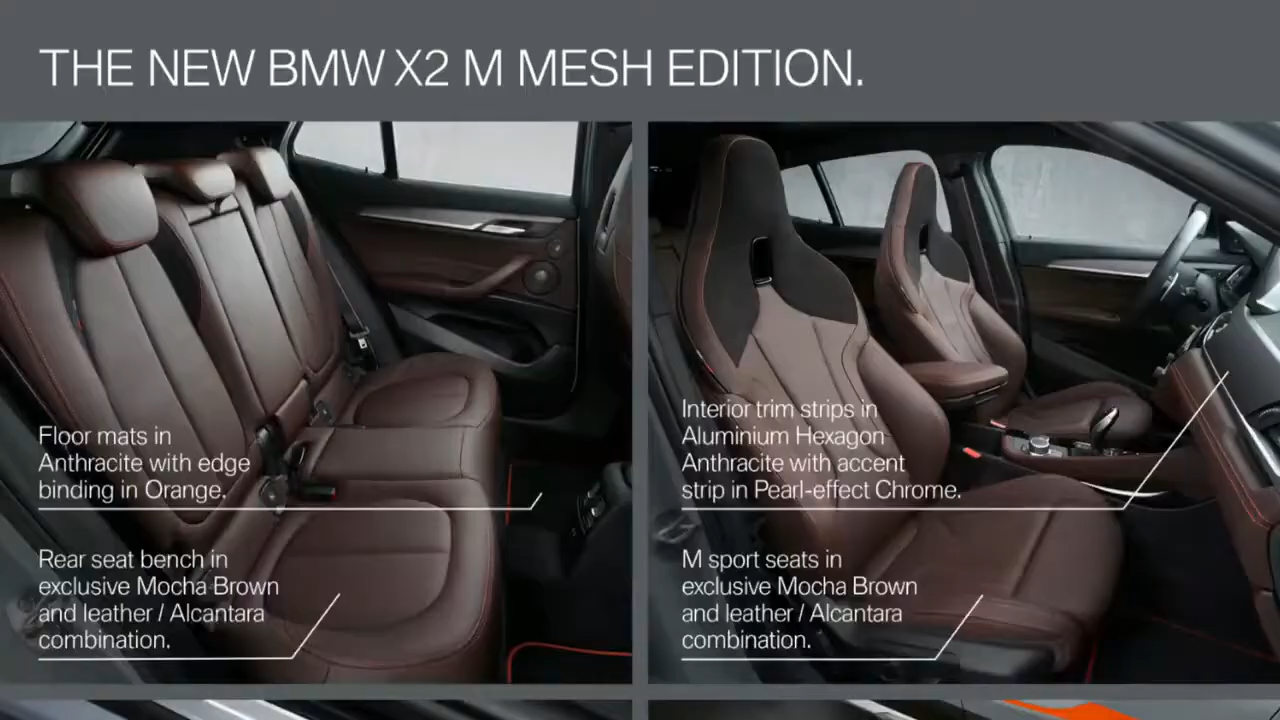 THE NEW BMW X2 M MESH EDITION.
Floor mats in
Anthracite with edge
binding in Orange.
Rear seat bench in
exclusive Mocha Brown
and leather / Alcantara
combination.
Interior trim strips in
Aluminium Hexagon
Anthracite with accent
strip in Pearl-effect Chrome.
M sport seats in
exclusive Mocha Brown
and leather / Alcantara
combination.